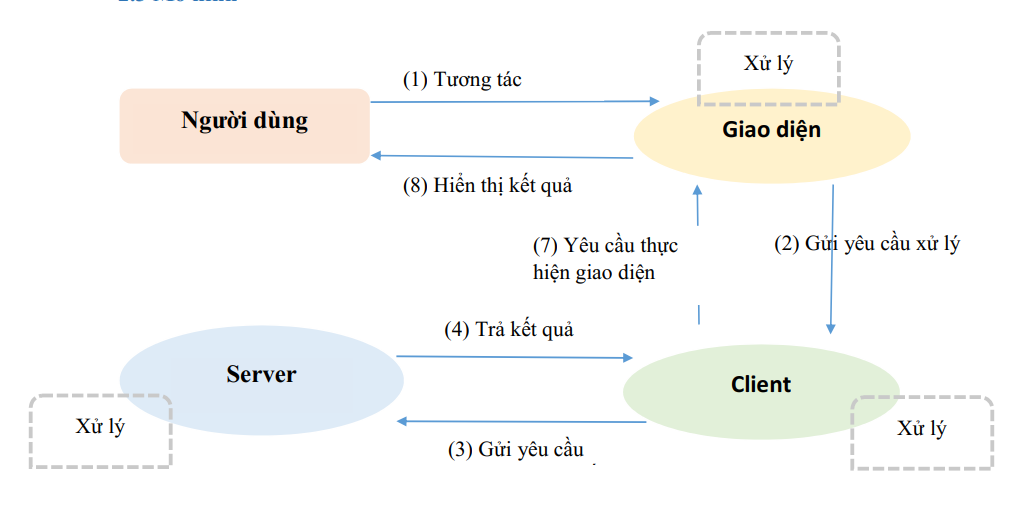 Xử lý
(1) Tương tác
Người dùng
Giao diện
(8) Hiển thị kết quả
(7) Yêu cầu thực
hiện giao diện
(2) Gửi yêu cầu xử lý
(4) Trả kết quả
Server
Client
Xử lý
Xử lý
(3) Gửi yêu cầu